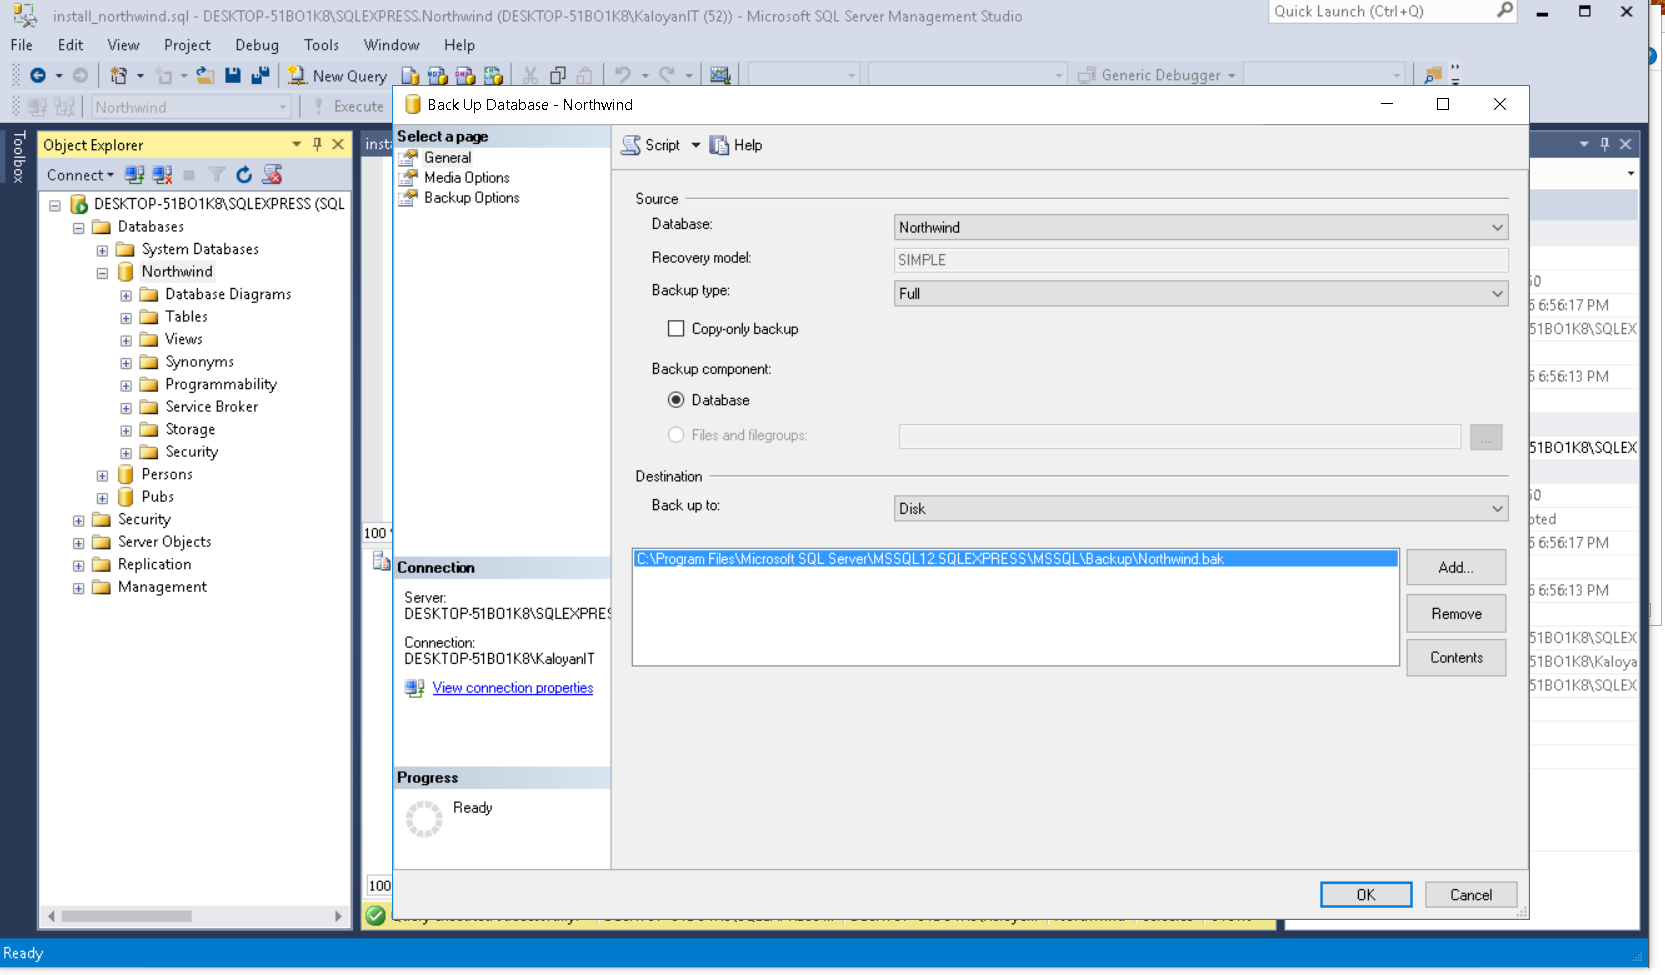 install_northwind.sql - DESKTOP-51BO1K8\SQLEXPRESS.Northwind (DESKTOP-51BO1K8\KaloyanIT (52)) - Microsoft SQL Server Management Studio
Quick Launch (Ctrl+Q)
File Edit View Project Debug Tools Window Help
New Query
Generic Debugger
Northwind
Execute
Toolbox
Object Explorer
Connect
DESKTOP-51BO1K8\SQLEXPRESS (SQL
Databases
System Databases
Northwind
Database Diagrams
Tables
Views
Synonyms
Programmability
Service Broker
Storage
Security
Persons
Pubs
Security
Server Objects
Replication
Management
100
100
Back Up Database - Northwind
Select a page
General
Media Options
Backup Options
Connection
Server:
DESKTOP-51BO1K8\SQLEXPRES
Connection:
DESKTOP-51BO1K8\KaloyanIT
View connection properties
Progress
Ready
Script Help
Source
Database: Northwind
Recovery model: SIMPLE
Backup type: Full
Copy-only backup
Backup component:
Database
Files and filegroups: ...
Destination
Back up to: Disk
C:\Program Files\Microsoft SQL Server\MSSQL12.SQLEXPRESS\MSSQL\Backup\Northwind.bak
Add...
Remove
Contents
OK Cancel
6:56:17 PM
51BO1K8\SQLEX
6:56:13 PM
51BO1K8\SQLEX
6:56:17 PM
6:56:13 PM
51BO1K8\SQLEX
51BO1K8\Kaloya
51BO1K8\SQLEX
Ready